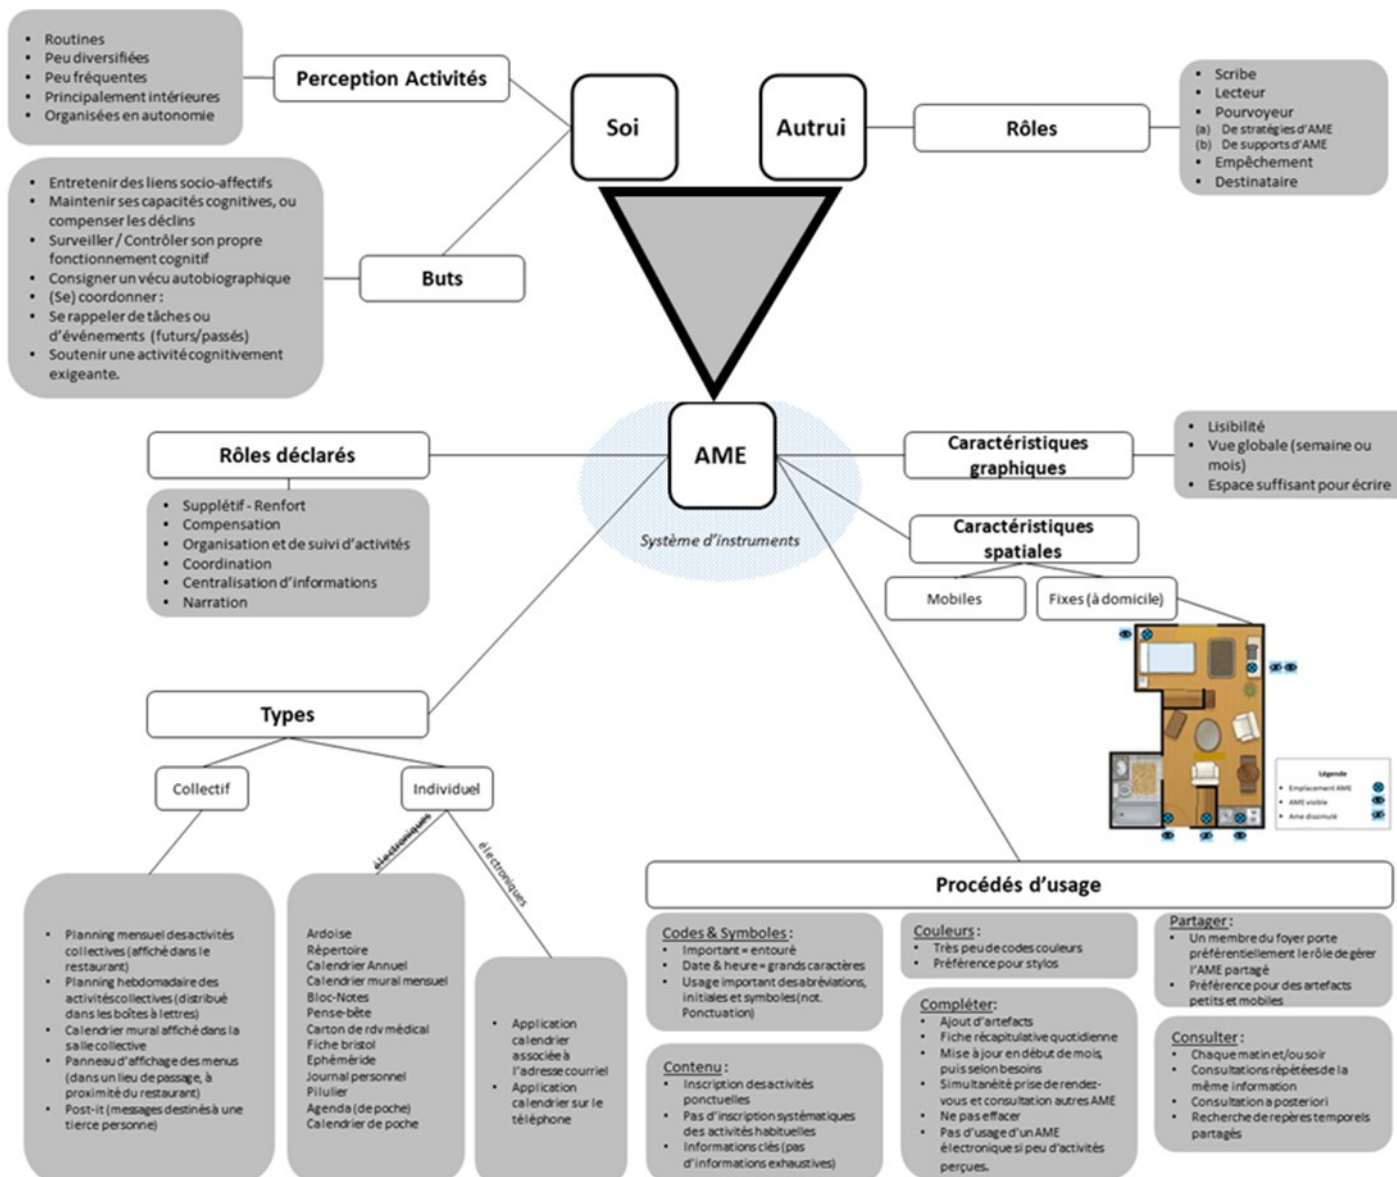 Routines
Peu diversifiées
Peu fréquentes
Principalement intérieures
Organisées en autonomie
Perception Activités
Soi
Autrui
Rôles
Scribe
Lecteur
Pourvoyeur
(a) De stratégies d'AME
(b) De supports d'AME
Empêchement
Destinataire
Entretenir des liens socio-affectifs
Maintenir ses capacités cognitives, ou
compenser les déclins
Surveiller / Contrôler son propre
fonctionnement cognitif
Consigner un vécu autobiographique
(Se) coordonner :
Se rappeler de tâches ou
d'événements (futurs/passés)
Soutenir une activité cognitivement
exigeante.
Buts
Rôles déclarés
Supplétif - Renfort
Compensation
Organisation et de suivi d'activités
Coordination
Centralisation d'informations
Narration
AME
Système d'instruments
Caractéristiques
graphiques
Lisibilité
Vue globale (semaine ou
mois)
Espace suffisant pour écrire
Caractéristiques
spatiales
Mobiles
Fixes (à domicile)
Légende
Emplacement AME
AME visible
Ame dissimulé
Types
Collectif
Individuel
électroniques
électroniques
Planning mensuel des activités
collectives (affiché dans le
restaurant)
Planning hebdomadaire des
activités collectives (distribué
dans les boîtes à lettres)
Calendrier mural affiché dans la
salle collective
Panneau d'affichage des menus
(dans un lieu de passage, à
proximité du restaurant)
Post-it (messages destinés à une
tierce personne)
Ardoise
Répertoire
Calendrier Annuel
Calendrier mural mensuel
Bloc-Notes
Pense-bête
Carton de rdv médical
Fiche bristol
Ephéméride
Journal personnel
Pilulier
Agenda (de poche)
Calendrier de poche
Application
calendrier
associée à
l'adresse courriel
Application
calendrier sur le
téléphone
Procédés d'usage
Codes & Symboles :
Important = entouré
Date & heure = grands caractères
Usage important des abréviations,
initiales et symboles (not.
Ponctuation)
Contenu :
Inscription des activités
ponctuelles
Pas d'inscription systématiques
des activités habituelles
Informations clés (pas
d'informations exhaustives)
Couleurs :
Très peu de codes couleurs
Préférence pour stylos
Compléter:
Ajout d'artefacts
Fiche récapitulative quotidienne
Mise à jour en début de mois,
puis selon besoins
Simultanéité prise de rendez-
vous et consultation autres AME
Ne pas effacer
Pas d'usage d'un AME
électronique si peu d'activités
perçues.
Partager :
Un membre du foyer porte
préférentiellement le rôle de gérer
l'AME partagé
Préférence pour des artefacts
petits et mobiles
Consulter :
Chaque matin et/ou soir
Consultations répétées de la
même information
Consultation a posteriori
Recherche de repères temporels
partagés